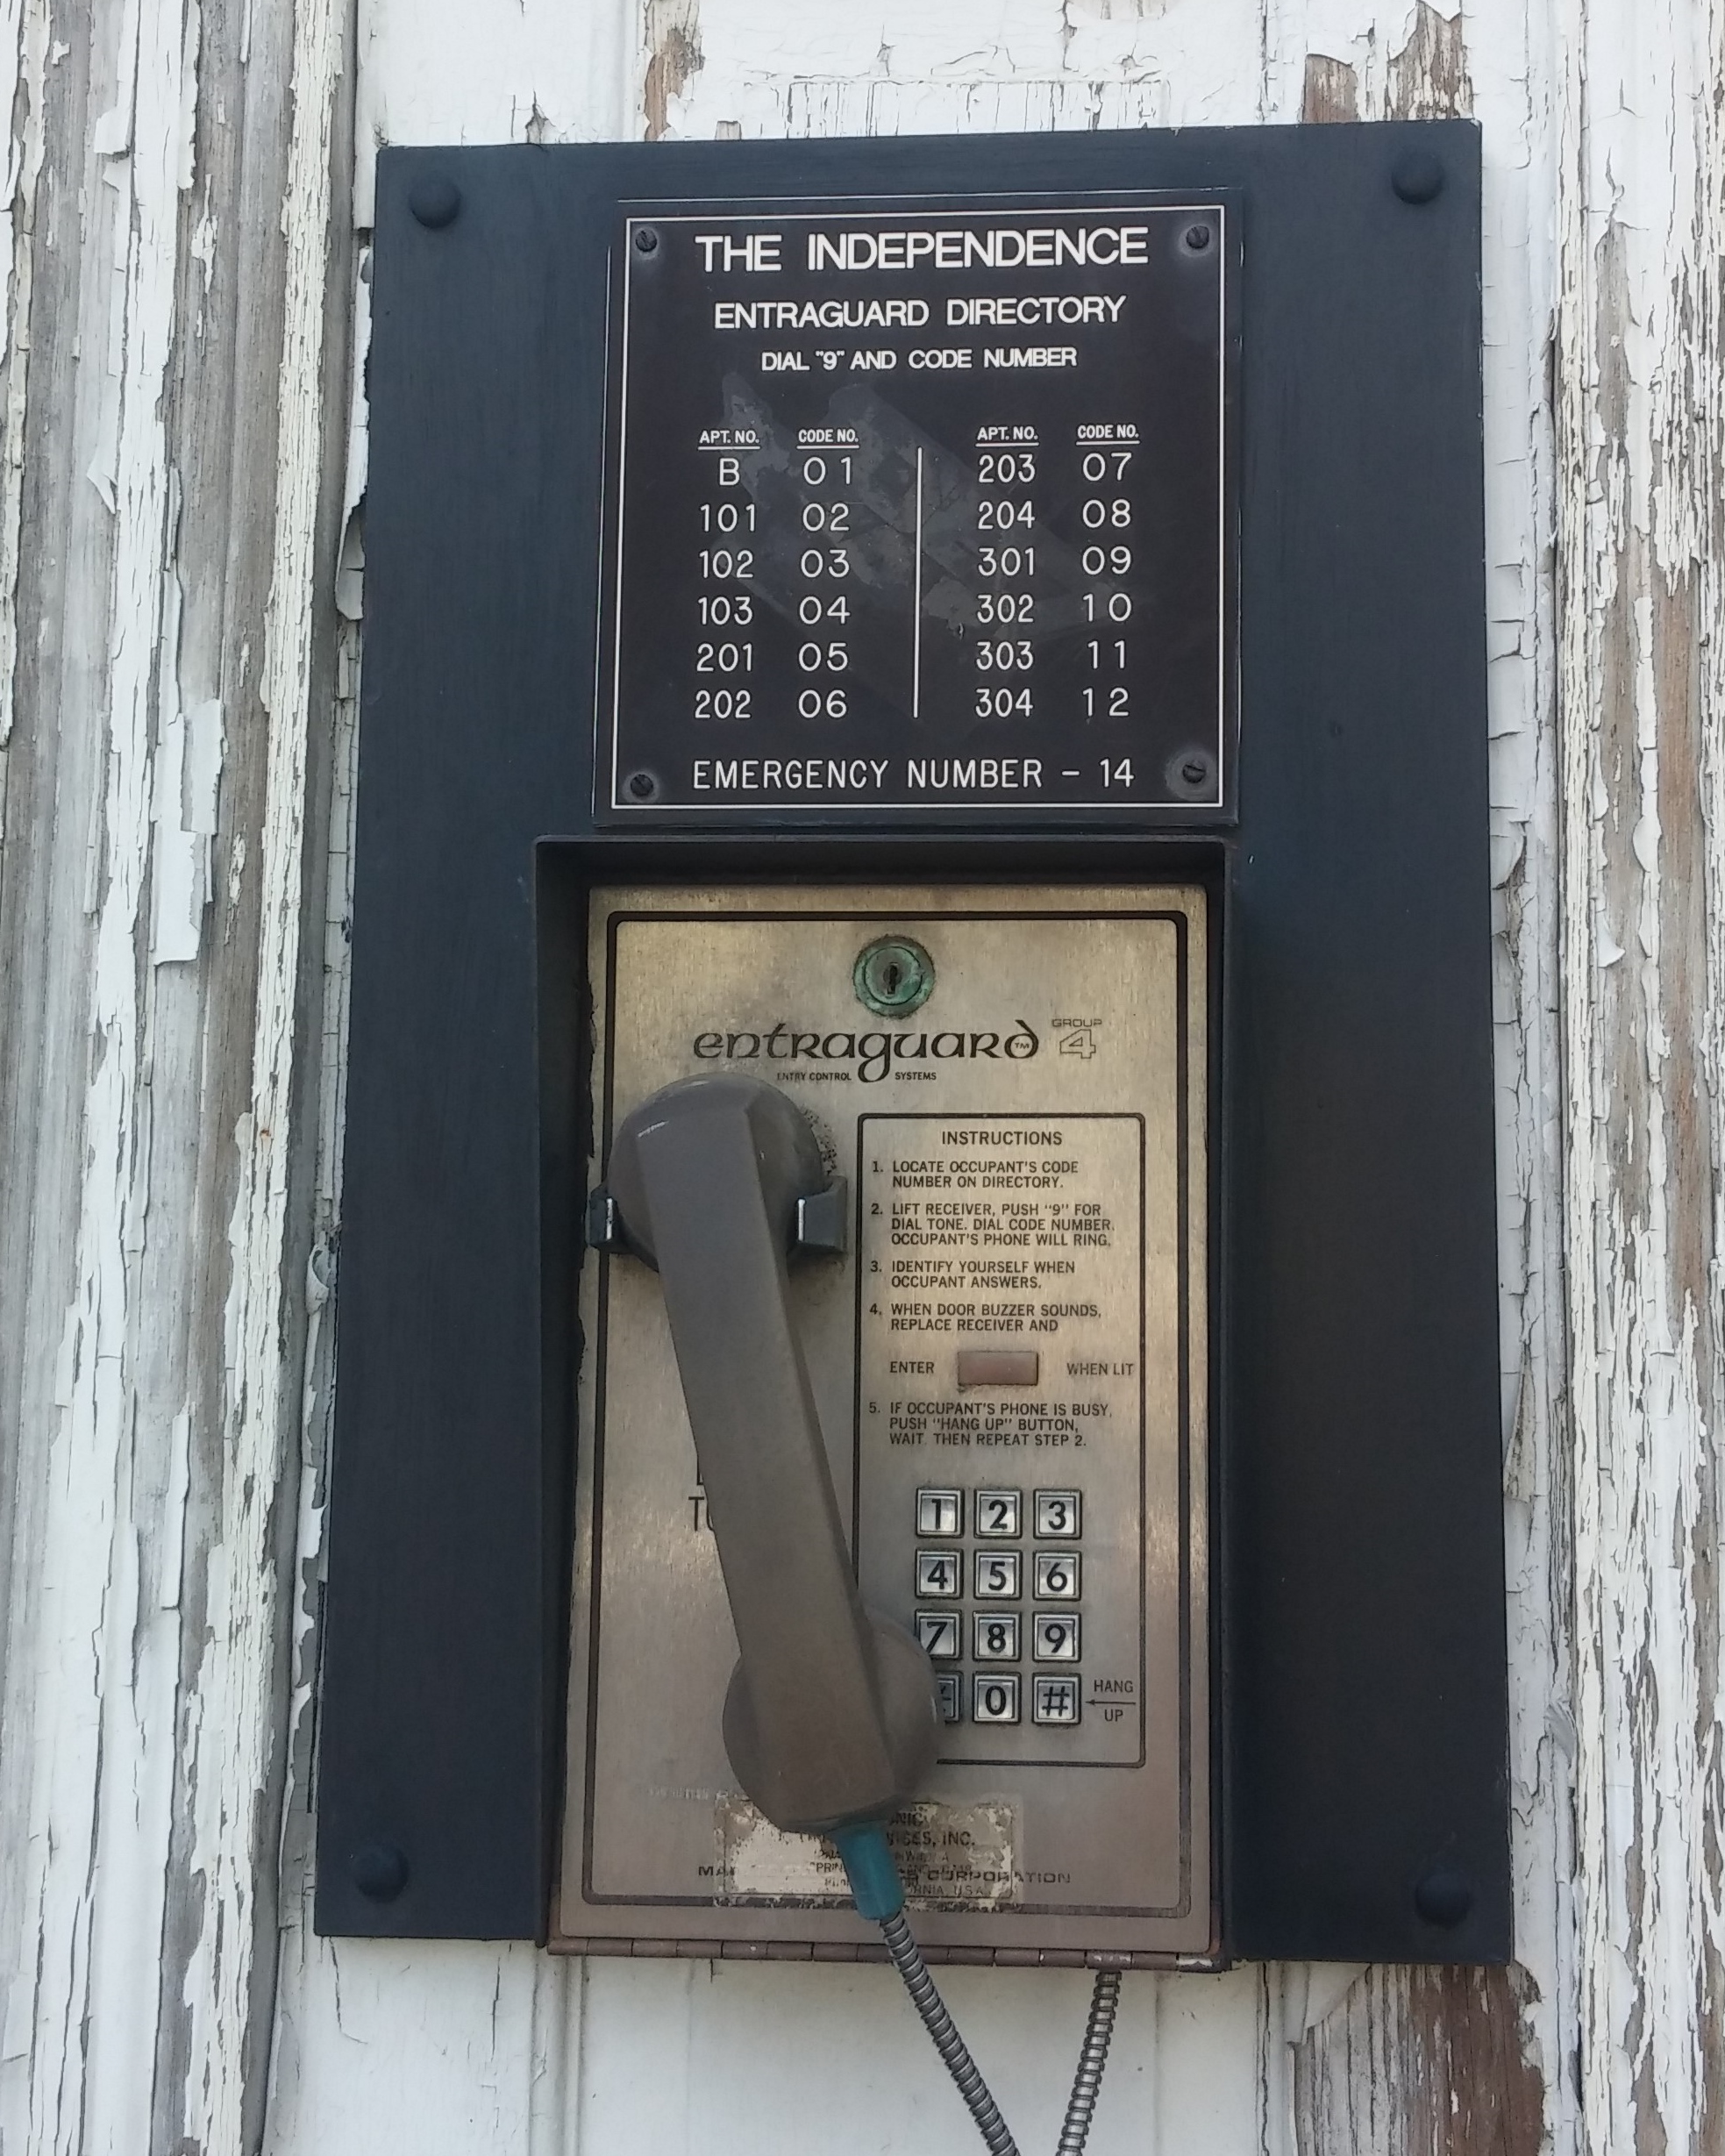 THE INDEPENDENCE
ENTRAGUARD DIRECTORY
DIAL "9" AND CODE NUMBER
APT. NO. CODE NO. APT. NO. CODE NO.
B 01 203 07
101 02 204 08
102 03 301 09
103 04 302 10
201 05 303 11
202 06 304 12
EMERGENCY NUMBER - 14
entraguard™ GROUP 4
ENTRY CONTROL SYSTEMS
INSTRUCTIONS
1. LOCATE OCCUPANT'S CODE
NUMBER ON DIRECTORY.
2. LIFT RECEIVER, PUSH "9" FOR
DIAL TONE. DIAL CODE NUMBER.
OCCUPANT'S PHONE WILL RING.
3. IDENTIFY YOURSELF WHEN
OCCUPANT ANSWERS.
4. WHEN DOOR BUZZER SOUNDS,
REPLACE RECEIVER AND
ENTER WHEN LIT
5. IF OCCUPANT'S PHONE IS BUSY,
PUSH "HANG UP" BUTTON,
WAIT. THEN REPEAT STEP 2.
1 2 3
4 5 6
7 8 9
0 # HANG UP
INC.
CORPORATION
U.S.A.